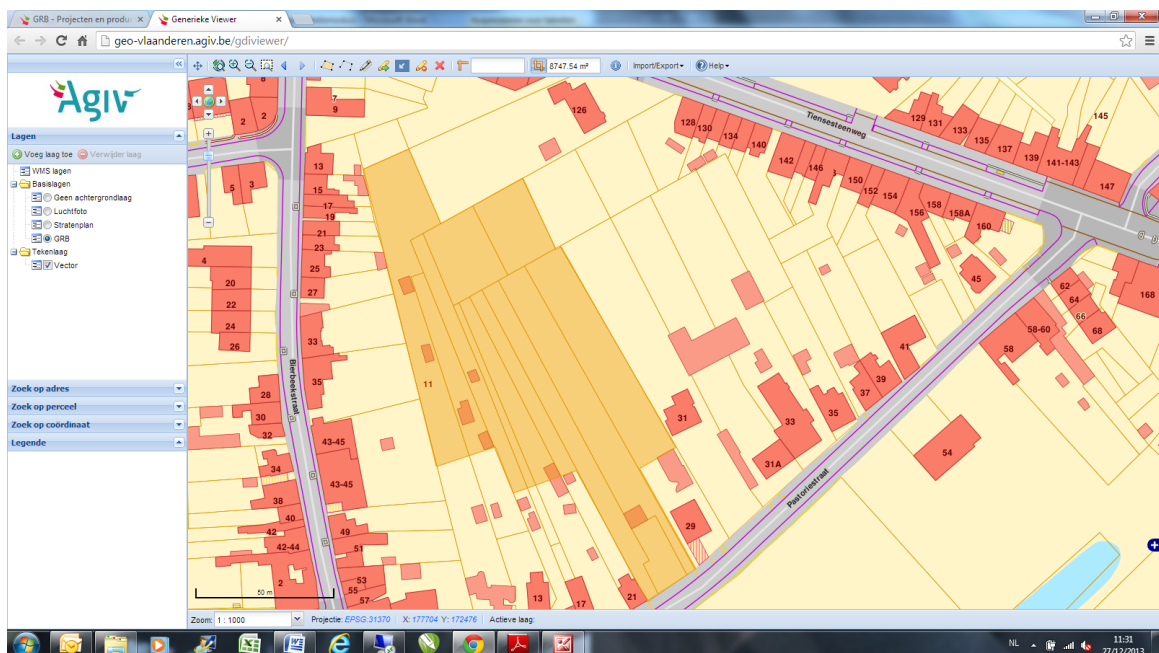 GRB - Projecten en produ
Generieke Viewer
geo-vlaanderen.agiv.be/gdiviewer/
8747.54 m²
Import/Export
Help
Agiv
Lagen
Voeg laag toe
Verwijder laag
WMS lagen
Basislagen
Geen achtergrondlaag
Luchtfoto
Stratenplan
GRB
Tekenlaag
Vector
Zoek op adres
Zoek op perceel
Zoek op coördinaat
Legende
2
2
7
9
126
128
130
134
140
142
146
150
152
154
156
158
158A
160
Tiensesteenweg
129
131
133
135
137
139
141-143
145
147
168
5
3
13
15
17
19
21
23
25
27
33
35
4
20
22
24
26
28
30
32
34
38
40
42
42-44
2
Bierbeekstraat
43-45
43-45
49
51
53
55
57
11
31
33
31A
35
37
39
41
45
29
21
17
13
54
58
58-60
62
64
66
68
Pastoriestraat
50 m
Zoom:
1 : 1000
Projectie: EPSG:31370
X: 177704 Y: 172476
Actieve laag:
NL
11:31
27/12/2013